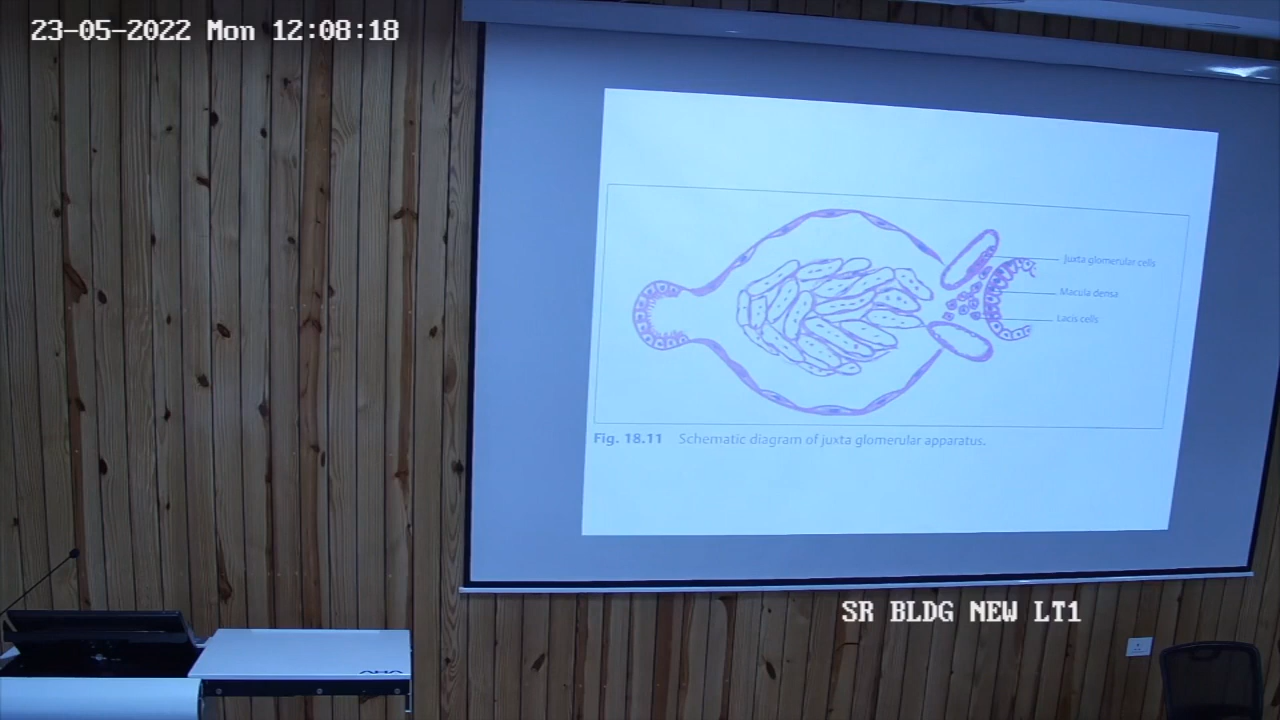 23-05-2022 Mon 12:08:18
Juxta glomerular cells
Macula densa
Lacis cells
Fig. 18.11 Schematic diagram of juxta glomerular apparatus.
SR BLDG NEW LT1
AHA